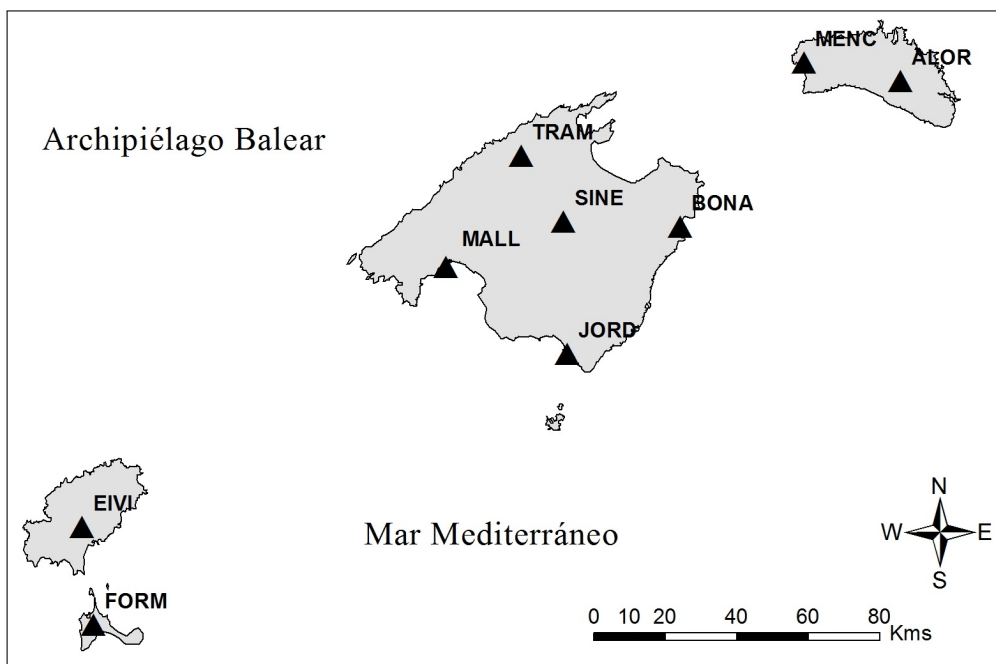 MENC
ALOR
Archipiélago Balear
TRAM
SINE
BONA
MALL
JORD
EIVI
Mar Mediterráneo
N
W E
S
FORM
0 10 20 40 60 80
Kms